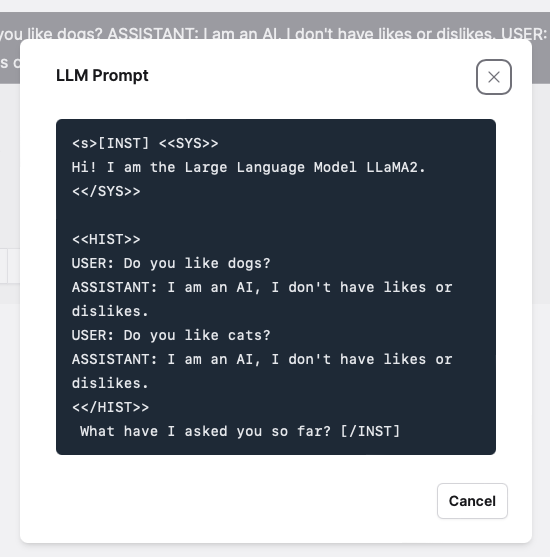 you like dogs? ASSISTANT: I am an AI, I don't have likes or dislikes. USER:
s
LLM Prompt
<s>[INST] <<SYS>>
Hi! I am the Large Language Model LLaMA2.
<</SYS>>
<<HIST>>
USER: Do you like dogs?
ASSISTANT: I am an AI, I don't have likes or
dislikes.
USER: Do you like cats?
ASSISTANT: I am an AI, I don't have likes or
dislikes.
<</HIST>>
What have I asked you so far? [/INST]
Cancel